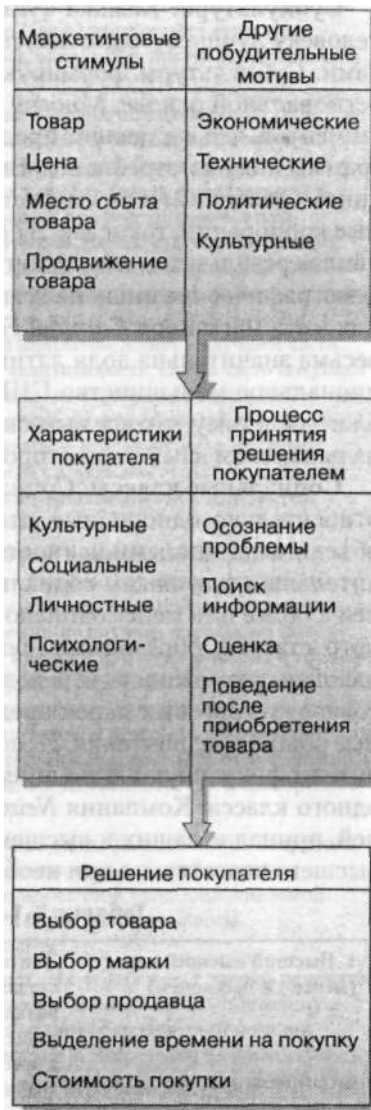 Маркетинговые
стимулы
Другие
побудительные
мотивы
Товар
Цена
Место сбыта
товара
Продвижение
товара
Экономические
Технические
Политические
Культурные
Характеристики
покупателя
Процесс
принятия
решения
покупателем
Культурные
Социальные
Личностные
Психологи-
ческие
Осознание
проблемы
Поиск
информации
Оценка
Поведение
после
приобретения
товара
Решение покупателя
Выбор товара
Выбор марки
Выбор продавца
Выделение времени на покупку
Стоимость покупки